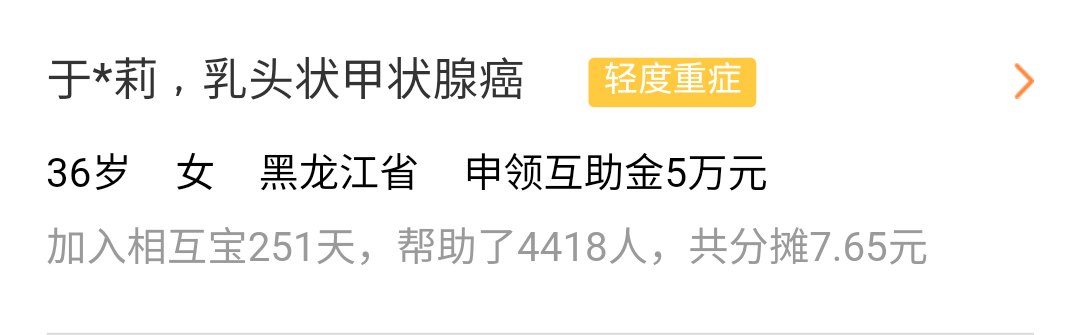 于*莉，乳头状甲状腺癌 轻度重症
36岁 女 黑龙江省 申领互助金5万元
加入相互宝251天，帮助了4418人，共分摊7.65元